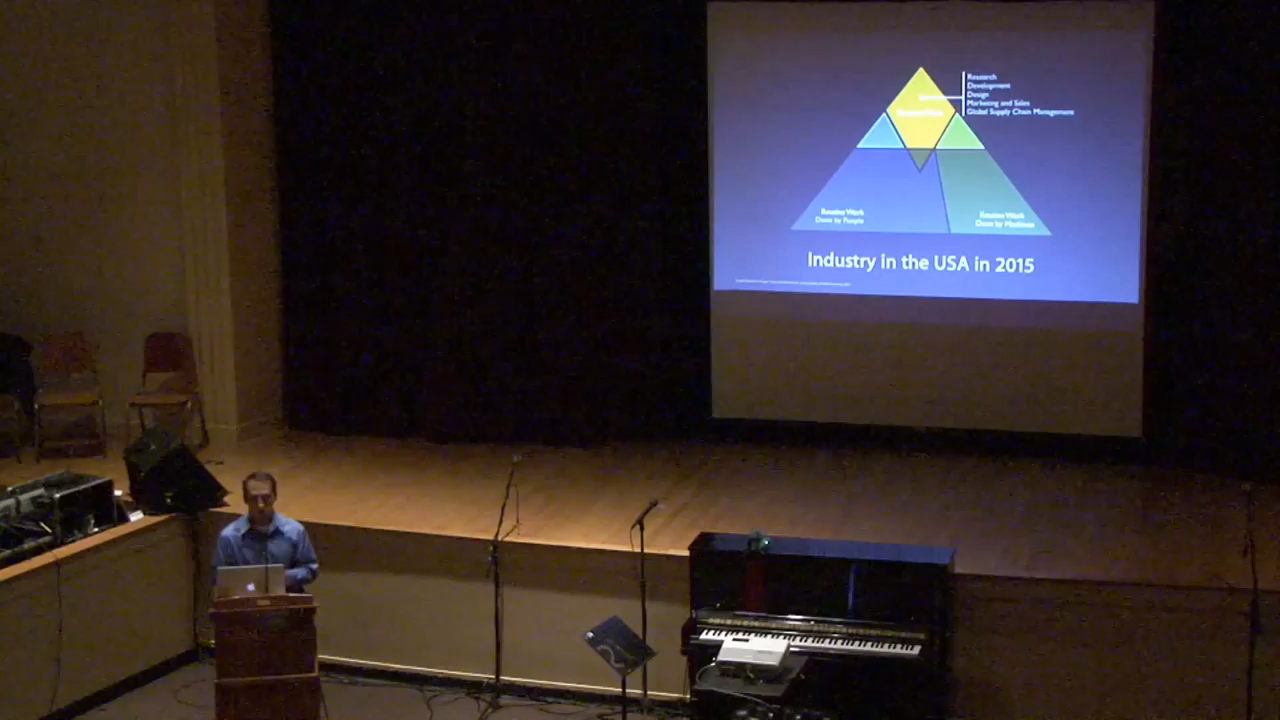 Research
Development
Design
Marketing and Sales
Global Supply Chain Management
Routine Work
Done by People
Routine Work
Done by Machines
Industry in the USA in 2015